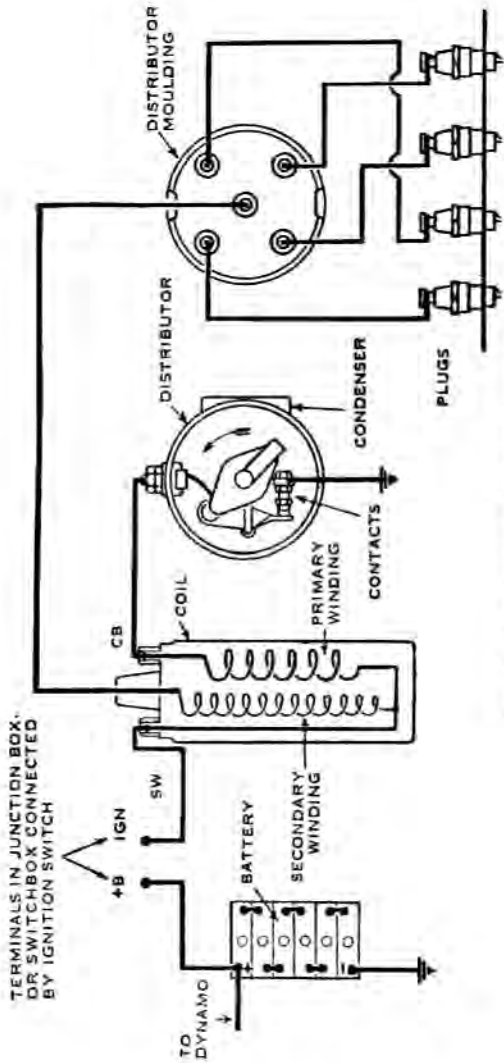 TERMINALS IN JUNCTION BOX.
OR SWITCHBOX CONNECTED
BY IGNITION SWITCH
+B
IGN
SW
CB
COIL
DISTRIBUTOR
DISTRIBUTOR
MOULDING
TO
DYNAMO
BATTERY
SECONDARY
WINDING
PRIMARY
WINDING
CONTACTS
CONDENSER
PLUGS